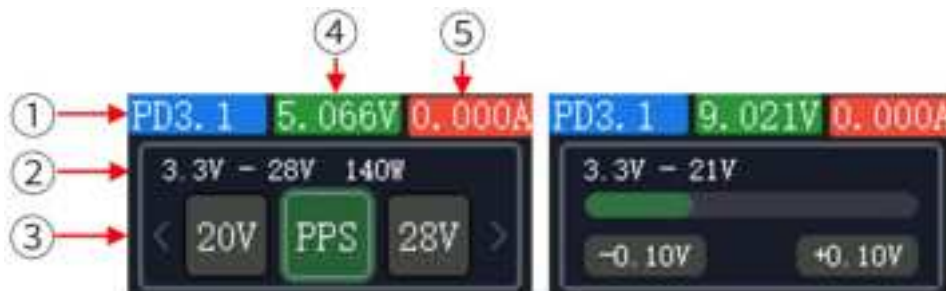 ④ ⑤
① PD3.1 5.066V 0.000A PD3.1 9.021V 0.000A
② 3.3V - 28V 140W 3.3V - 21V
③ < 20V PPS 28V >
-0.10V +0.10V